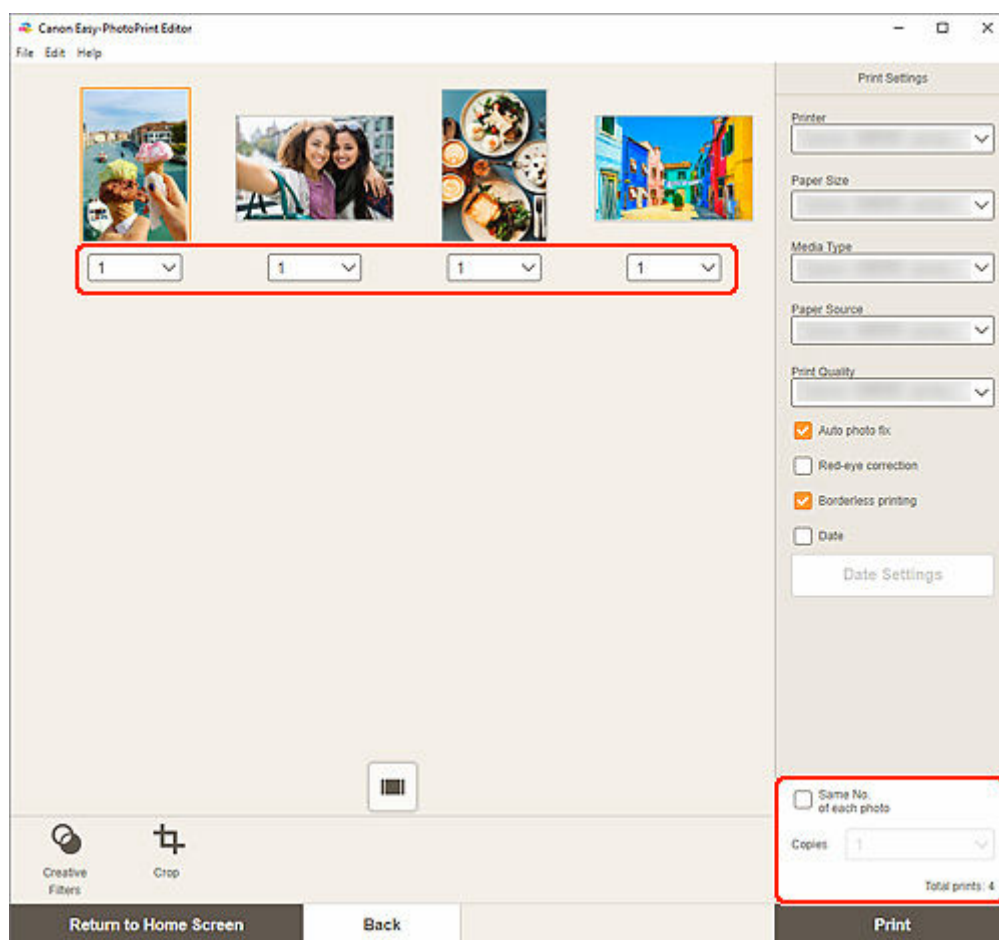 Canon Easy-PhotoPrint Editor
File Edit Help
Print Settings
Printer
Paper Size
1 1 1 1
Media Type
Paper Source
Print Quality
Auto photo fix
Red-eye correction
Borderless printing
Date
Date Settings
Same No.
of each photo
Copies 1
Total prints: 4
Creative
Filters
Crop
Return to Home Screen
Back
Print